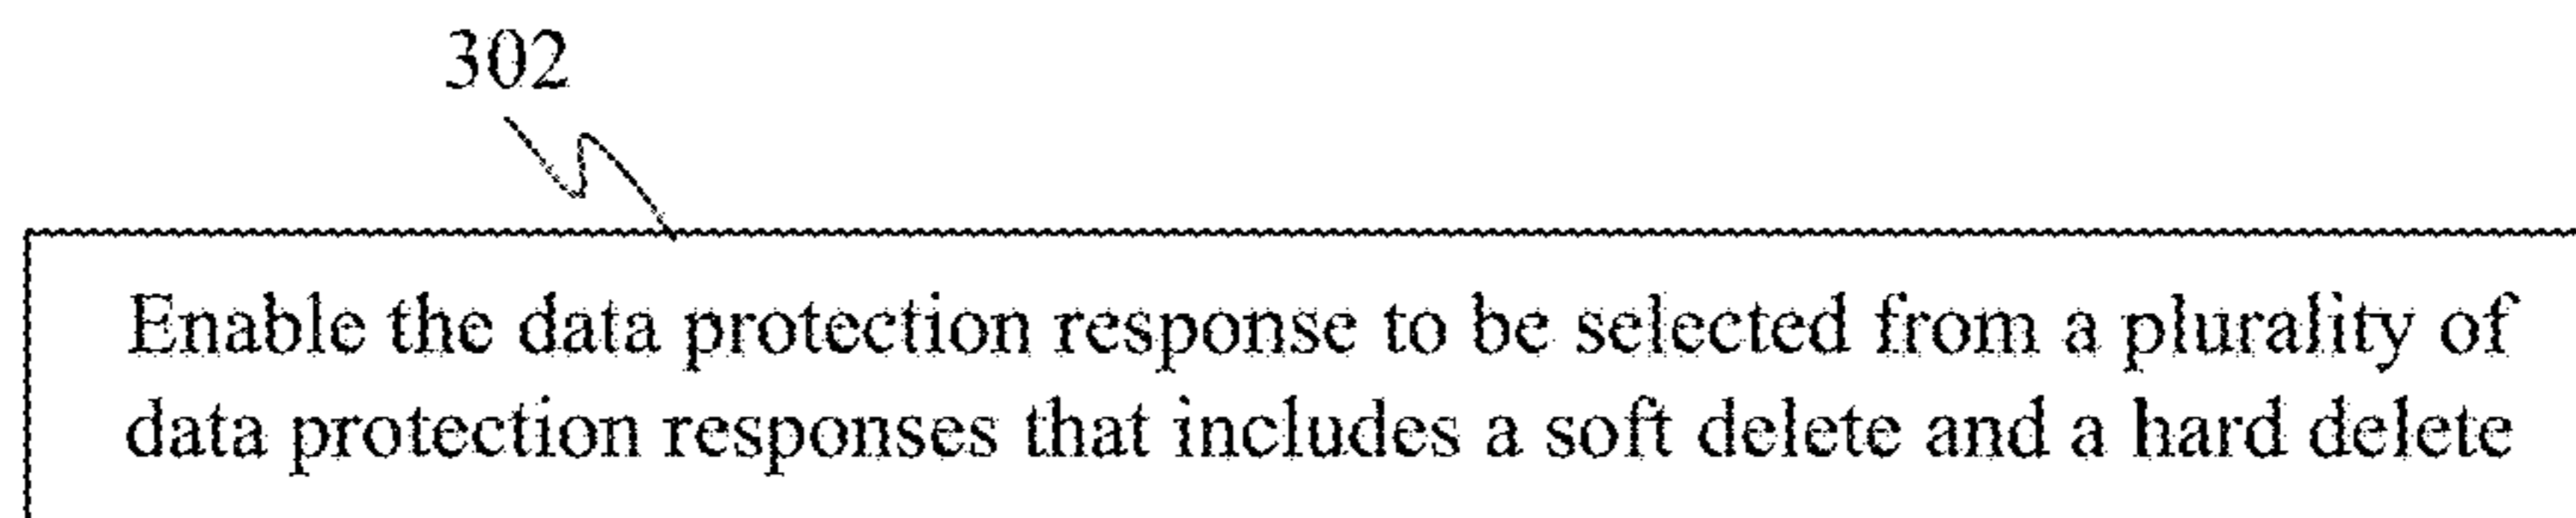 302
Enable the data protection response to be selected from a plurality of
data protection responses that includes a soft delete and a hard delete